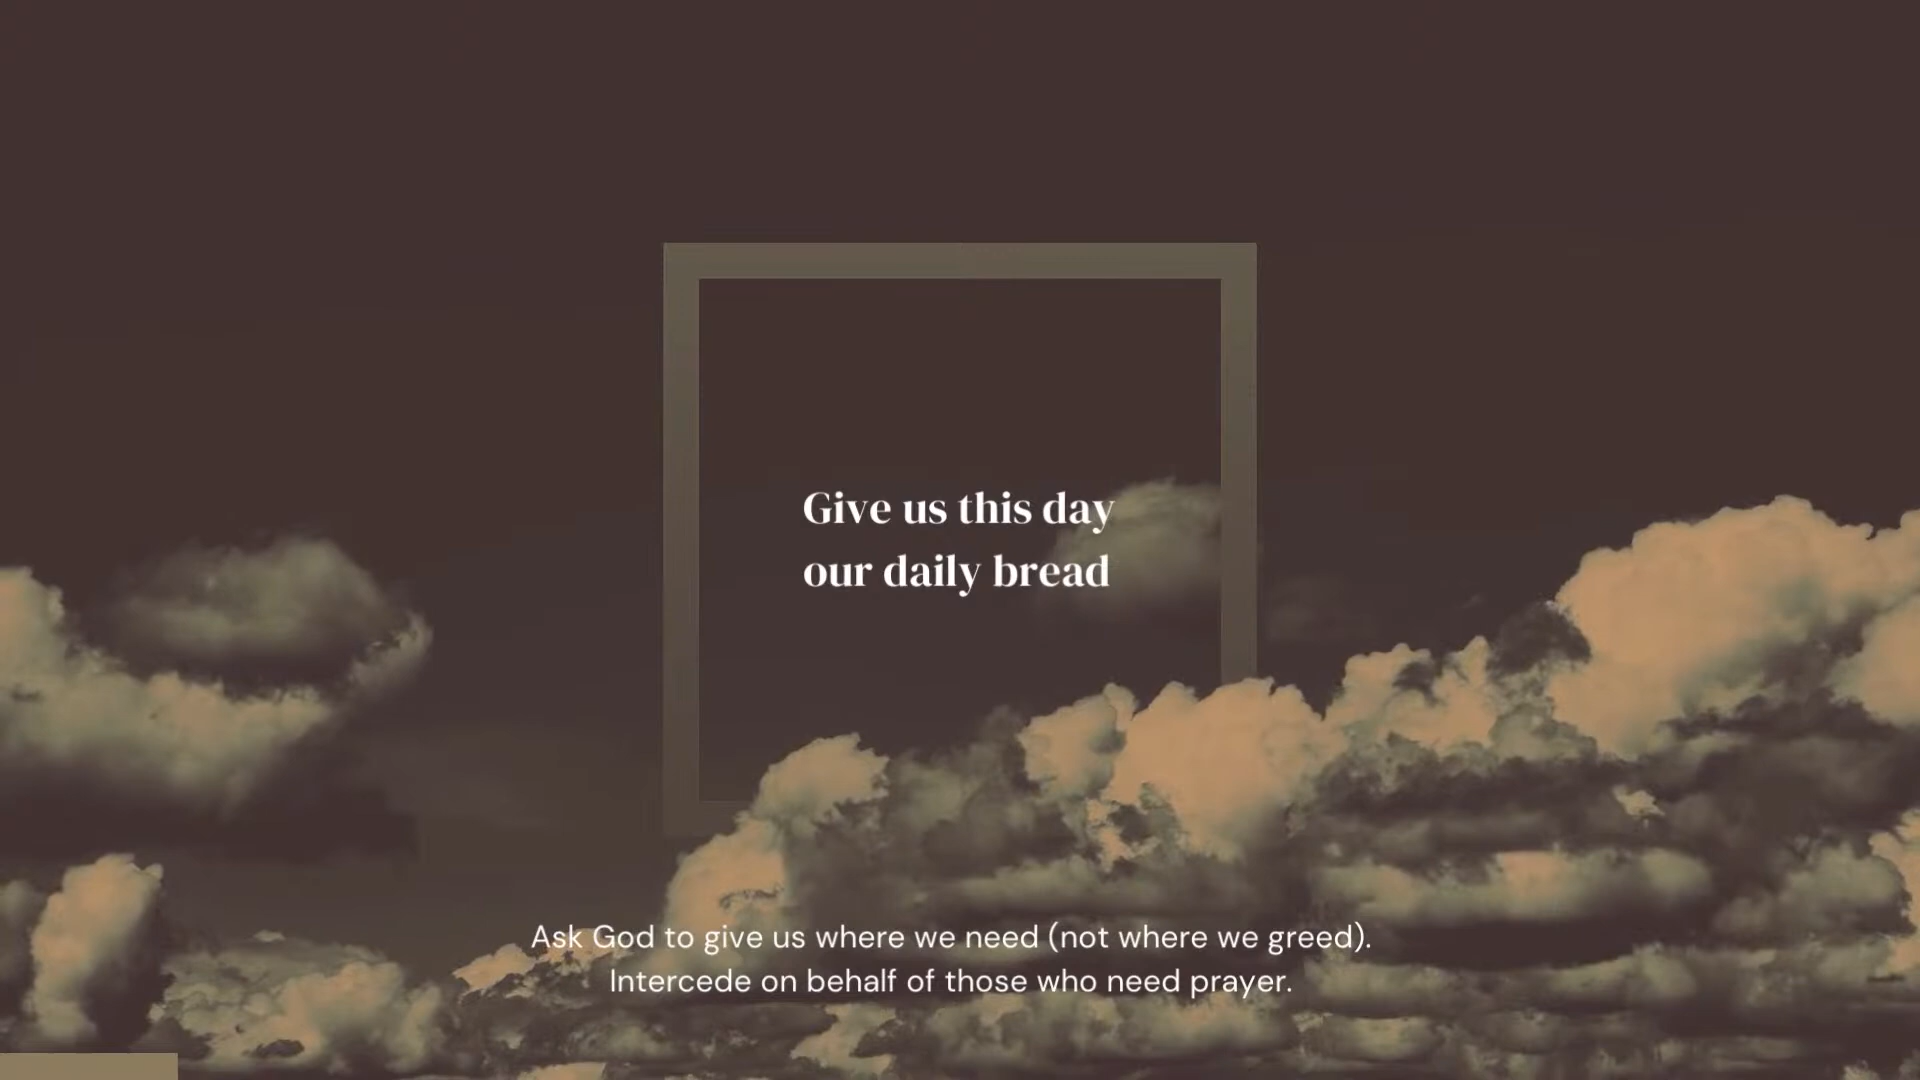 Give us this day
our daily bread
Ask God to give us where we need (not where we greed).
Intercede on behalf of those who need prayer.